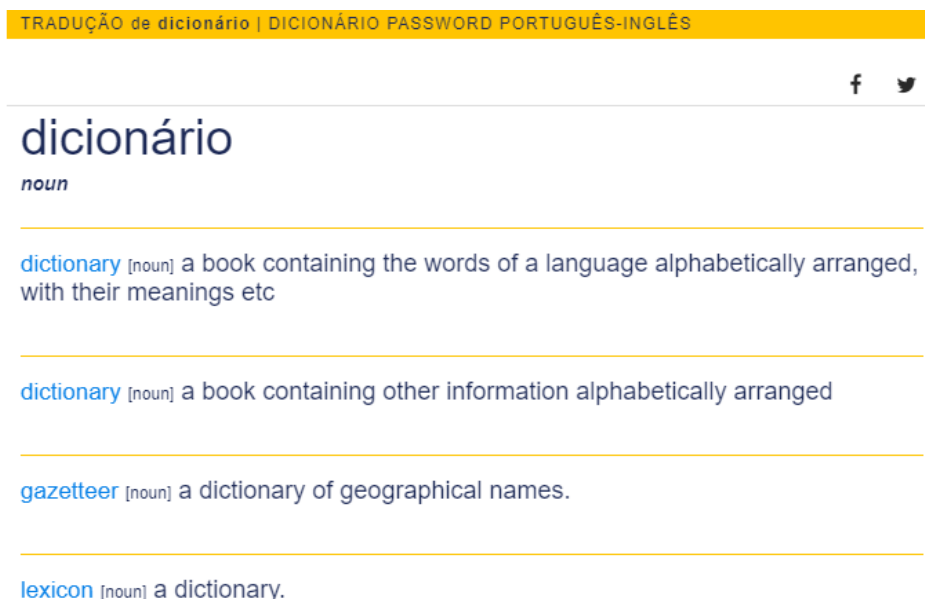 TRADUÇÃO de dicionário | DICIONÁRIO PASSWORD PORTUGUÊS-INGLÊS
dicionário
noun
dictionary [noun] a book containing the words of a language alphabetically arranged,
with their meanings etc
dictionary [noun] a book containing other information alphabetically arranged
gazetteer [noun] a dictionary of geographical names.
lexicon [noun] a dictionary.